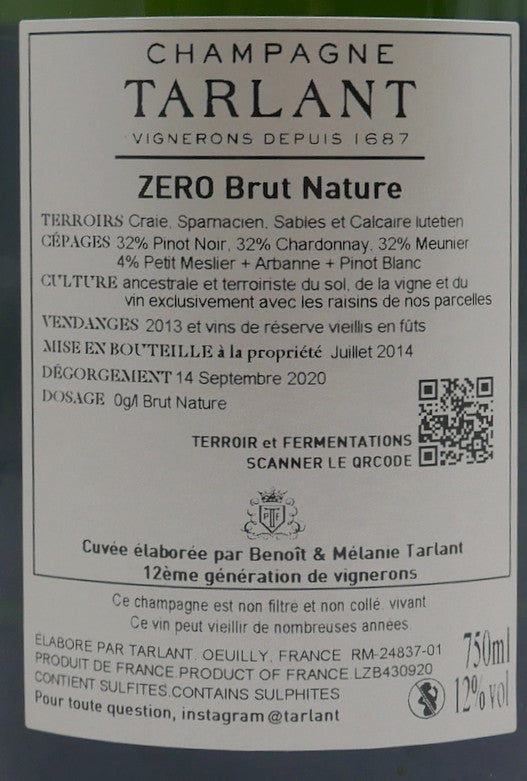 CHAMPAGNE
TARLANT
VIGNERONS DEPUIS 1687
ZERO Brut Nature
TERROIRS Craie, Sparnacien, Sables et Calcaire lutétien
CÉPAGES 32% Pinot Noir, 32% Chardonnay, 32% Meunier
4% Petit Meslier + Arbanne + Pinot Blanc
CULTURE ancestrale et terroiriste du sol, de la vigne et du
vin exclusivement avec les raisins de nos parcelles
VENDANGES 2013 et vins de réserve vieillis en fûts
MISE EN BOUTEILLE à la propriété Juillet 2014
DÉGORGEMENT 14 Septembre 2020
DOSAGE 0g/l Brut Nature
TERROIR et FERMENTATIONS
SCANNER LE QRCODE
PTF
Cuvée élaborée par Benoît & Mélanie Tarlant
12ème génération de vignerons
Ce champagne est non filtré et non collé, vivant
Ce vin peut vieillir de nombreuses années.
ÉLABORÉ PAR TARLANT, OEUILLY, FRANCE RM-24837-01
PRODUIT DE FRANCE.PRODUCT OF FRANCE.LZB430920
CONTIENT SULFITES.CONTAINS SULPHITES
Pour toute question, instagram @tarlant
750ml
12% vol